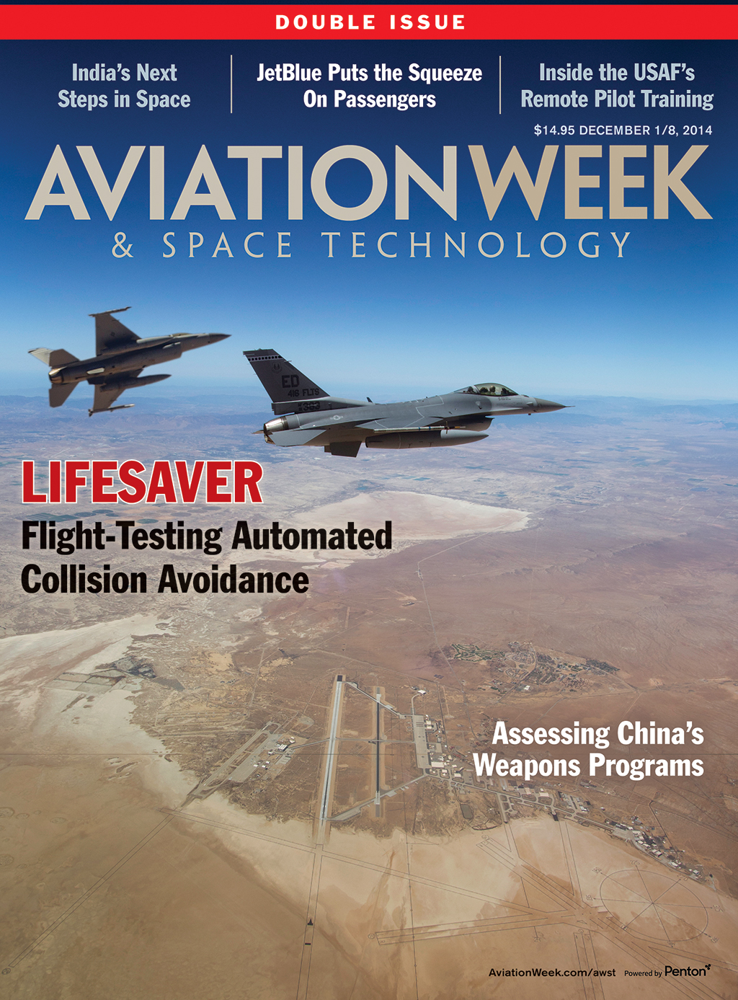 DOUBLE ISSUE
India's Next
Steps in Space
JetBlue Puts the Squeeze
On Passengers
Inside the USAF's
Remote Pilot Training
$14.95 DECEMBER 1/8, 2014
AVIATIONWEEK
& SPACE TECHNOLOGY
ED
416 FLTS
LIFESAVER
Flight-Testing Automated
Collision Avoidance
Assessing China's
Weapons Programs
AviationWeek.com/awst Powered by Penton